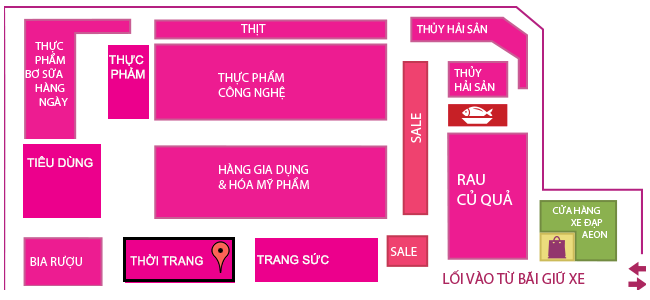 THỊT
THỦY HẢI SẢN
THỰC
PHẨM
BƠ SỮA
HÀNG
NGÀY
THỰC
PHẨM
THỰC PHẨM
CÔNG NGHỆ
THỦY
HẢI SẢN
SALE
TIÊU DÙNG
HÀNG GIA DỤNG
& HÓA MỸ PHẨM
RAU
CỦ QUẢ
CỬA HÀNG
XE ĐẠP
AEON
BIA RƯỢU
THỜI TRANG
TRANG SỨC
SALE
LỐI VÀO TỪ BÃI GIỮ XE